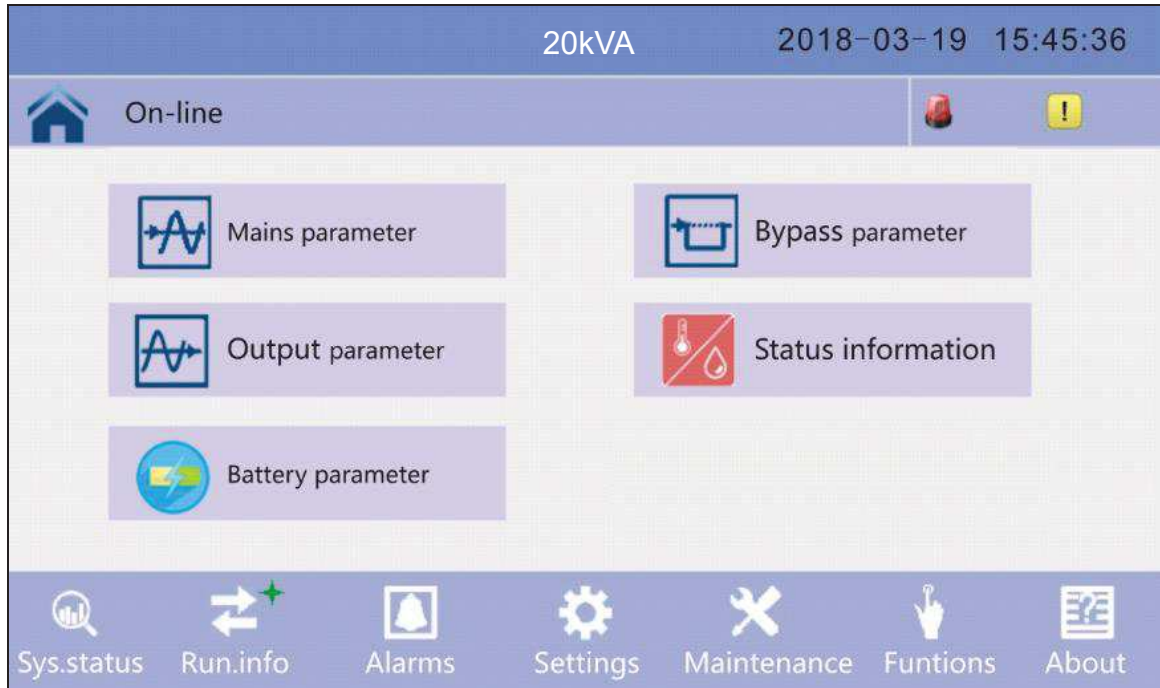 20kVA 2018-03-19 15:45:36
On-line !
Mains parameter Bypass parameter
Output parameter Status information
Battery parameter
Sys.status Run.info Alarms Settings Maintenance Funtions About